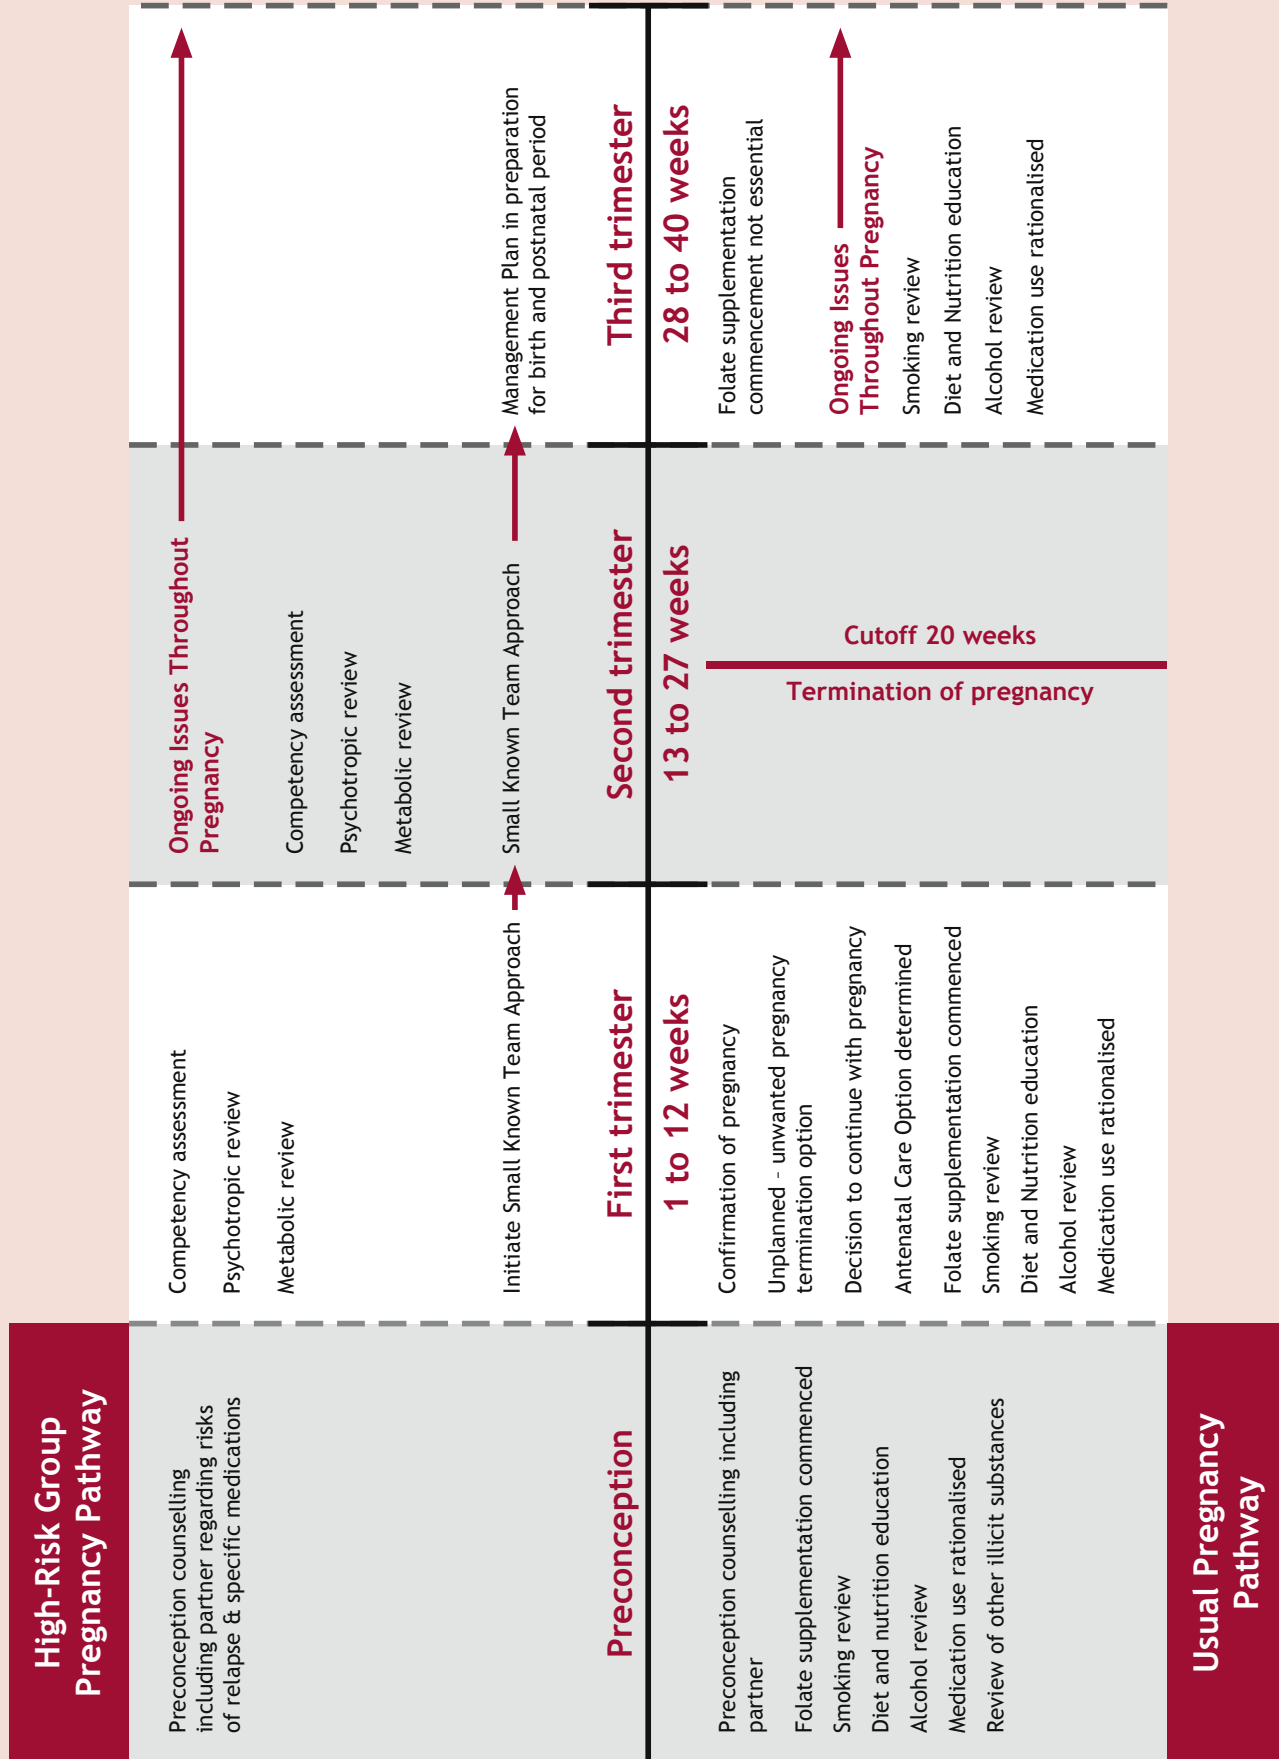 High-Risk Group
Pregnancy Pathway
Preconception counselling
including partner regarding risks
of relapse & specific medications
Competency assessment
Psychotropic review
Metabolic review
Initiate Small Known Team Approach
Ongoing Issues Throughout
Pregnancy
Competency assessment
Psychotropic review
Metabolic review
Small Known Team Approach
Management Plan in preparation
for birth and postnatal period
Preconception
First trimester
1 to 12 weeks
Second trimester
13 to 27 weeks
Third trimester
28 to 40 weeks
Preconception counselling including
partner
Folate supplementation commenced
Smoking review
Diet and nutrition education
Alcohol review
Medication use rationalised
Review of other illicit substances
Confirmation of pregnancy
Unplanned - unwanted pregnancy
termination option
Decision to continue with pregnancy
Antenatal Care Option determined
Folate supplementation commenced
Smoking review
Diet and Nutrition education
Alcohol review
Medication use rationalised
Termination of pregnancy
Cutoff 20 weeks
Folate supplementation
commencement not essential
Ongoing Issues
Throughout Pregnancy
Smoking review
Diet and Nutrition education
Alcohol review
Medication use rationalised
Usual Pregnancy
Pathway